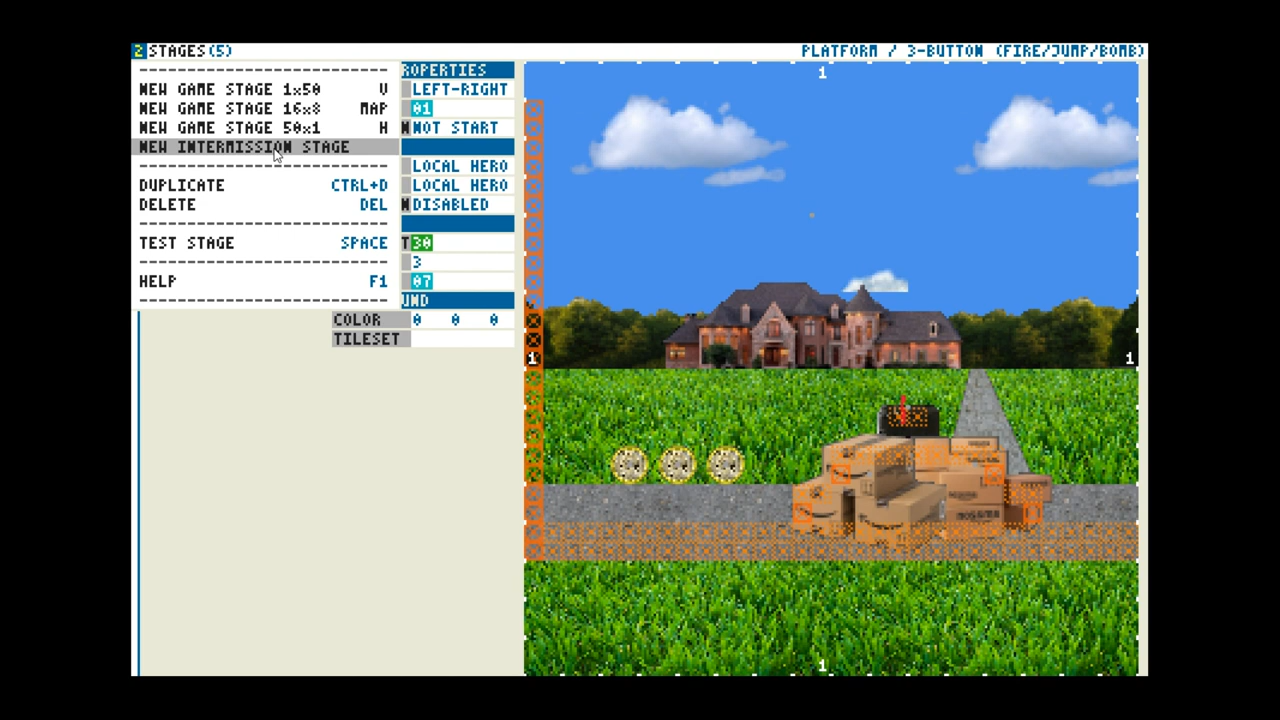 2 STAGES(5)
PLATFORM / 3-BUTTON (FIRE/JUMP/BOMB)
NEW GAME STAGE 1x50 V
NEW GAME STAGE 16x8 MAP
NEW GAME STAGE 50x1 H
NEW INTERMISSION STAGE
DUPLICATE CTRL+D
DELETE DEL
TEST STAGE SPACE
HELP F1
ROPERTIES
LEFT-RIGHT
01
N NOT START
LOCAL HERO
LOCAL HERO
N DISABLED
T 30
3
07
UND
COLOR 0 0 0
TILESET
1
1
1
1